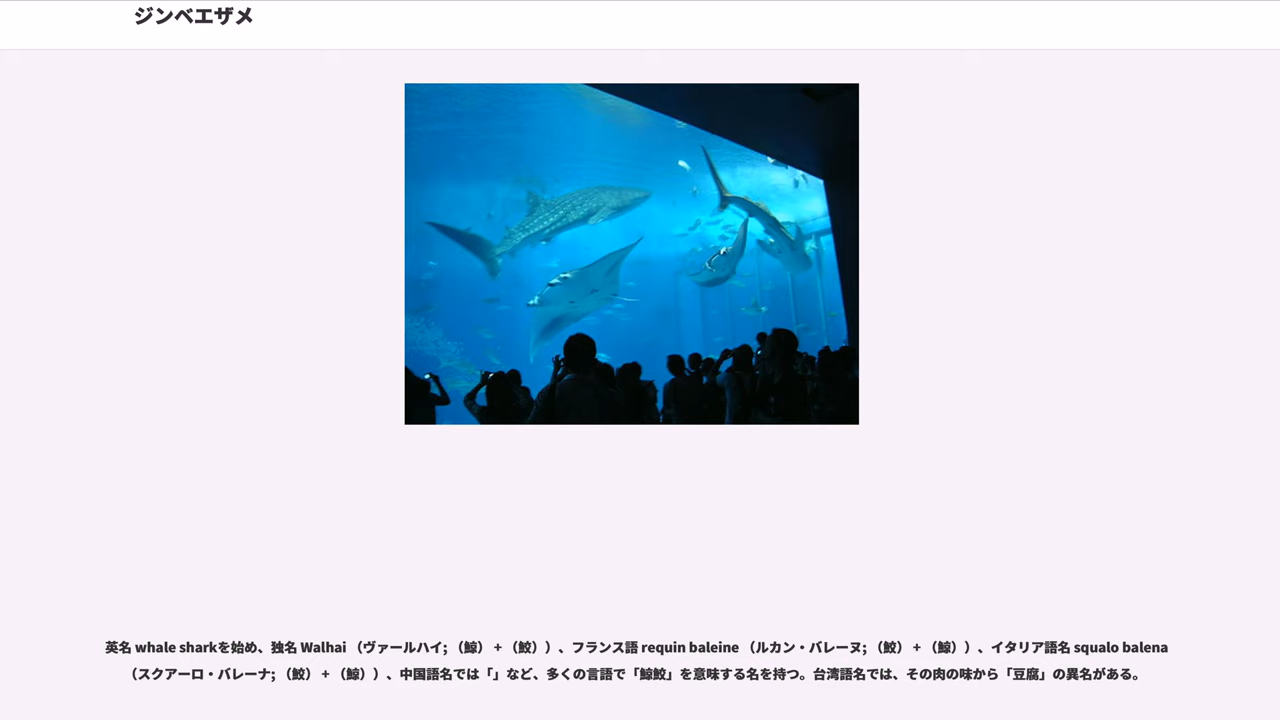 ジンベエザメ
英名 whale sharkを始め、独名 Walhai （ヴァールハイ; （鯨） + （鮫））、フランス語 requin baleine （ルカン・バレーヌ; （鮫） + （鯨））、イタリア語名 squalo balena
（スクアーロ・バレーナ; （鮫） + （鯨））、中国語名では「」など、多くの言語で「鯨鮫」を意味する名を持つ。台湾語名では、その肉の味から「豆腐」の異名がある。